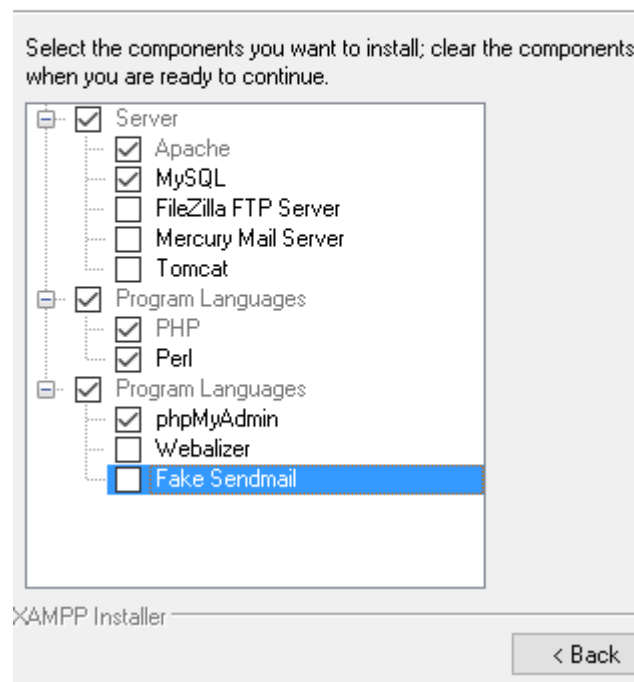 Select the components you want to install; clear the components
when you are ready to continue.
Server
Apache
MySQL
FileZilla FTP Server
Mercury Mail Server
Tomcat
Program Languages
PHP
Perl
Program Languages
phpMyAdmin
Webalizer
Fake Sendmail
XAMPP Installer
< Back